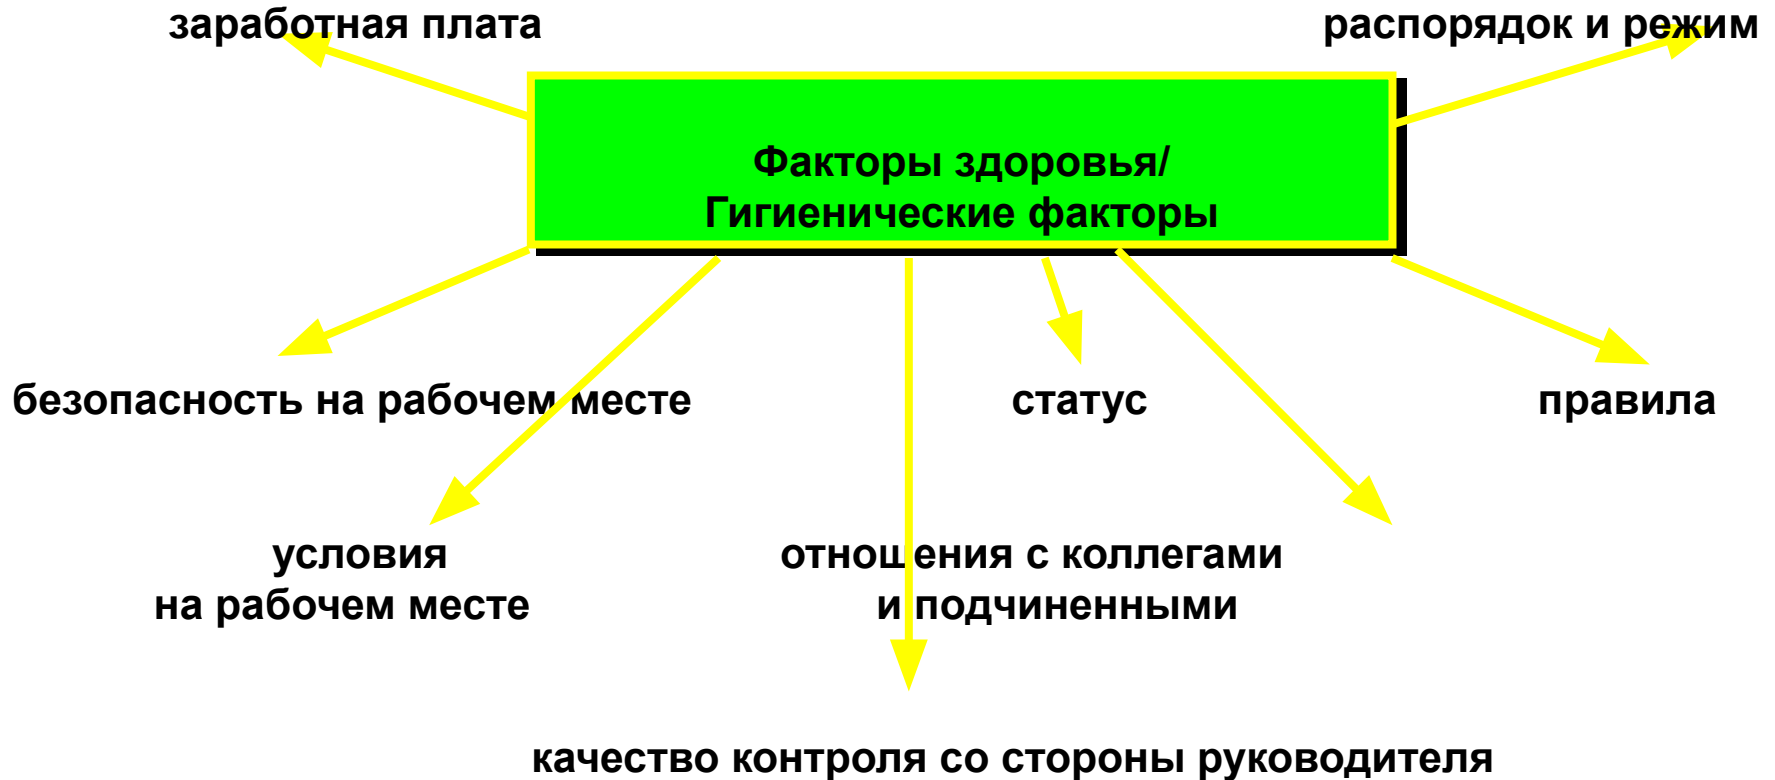 заработная плата
распорядок и режим
Факторы здоровья/
Гигиенические факторы
безопасность на рабочем месте
статус
правила
условия
на рабочем месте
отношения с коллегами
и подчиненными
качество контроля со стороны руководителя